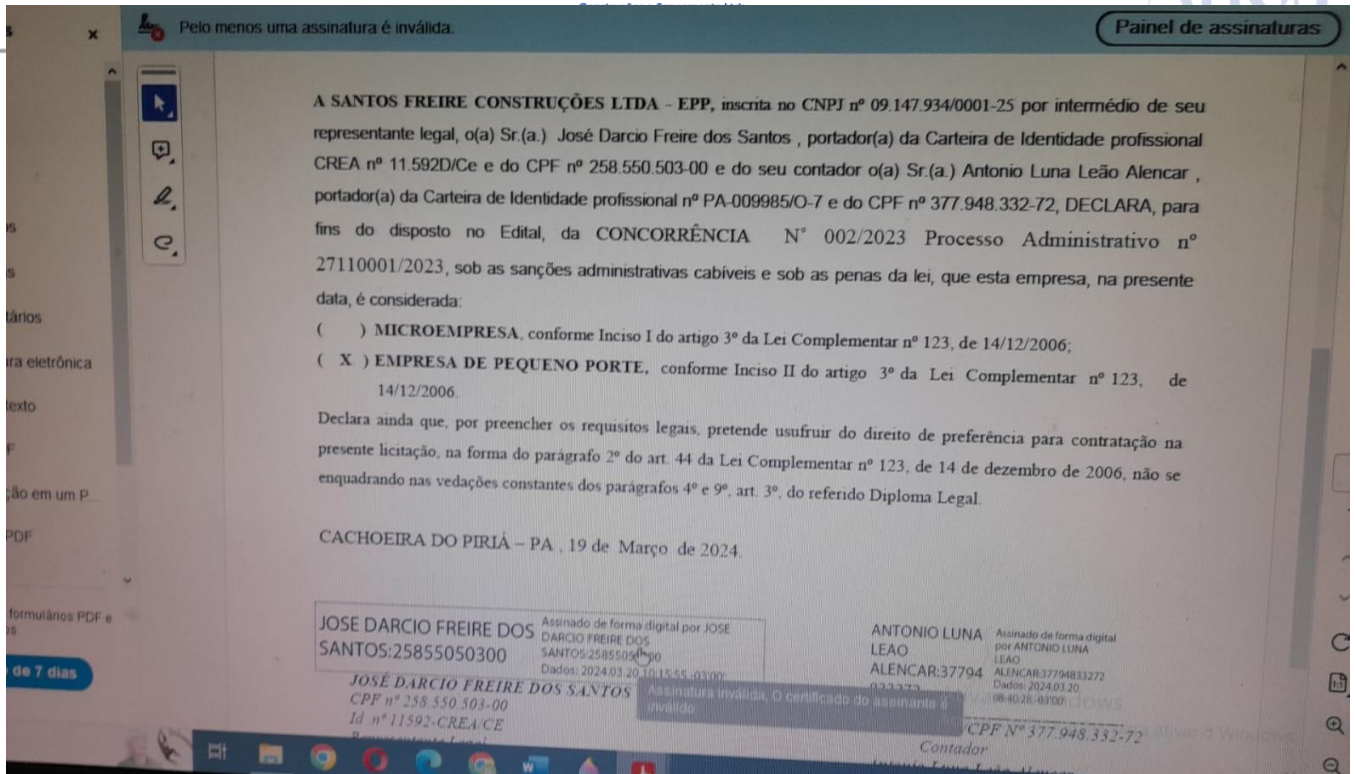 Pelo menos uma assinatura é inválida.
Painel de assinaturas
A SANTOS FREIRE CONSTRUÇÕES LTDA - EPP, inscrita no CNPJ nº 09.147.934/0001-25 por intermédio de seu
representante legal, o(a) Sr.(a.) José Darcio Freire dos Santos , portador(a) da Carteira de Identidade profissional
CREA nº 11.592D/Ce e do CPF nº 258.550.503-00 e do seu contador o(a) Sr.(a.) Antonio Luna Leão Alencar ,
portador(a) da Carteira de Identidade profissional nº PA-009985/O-7 e do CPF nº 377.948.332-72, DECLARA, para
fins do disposto no Edital, da CONCORRÊNCIA N° 002/2023 Processo Administrativo nº
27110001/2023, sob as sanções administrativas cabíveis e sob as penas da lei, que esta empresa, na presente
data, é considerada:
( ) MICROEMPRESA, conforme Inciso I do artigo 3º da Lei Complementar nº 123, de 14/12/2006;
( X ) EMPRESA DE PEQUENO PORTE, conforme Inciso II do artigo 3º da Lei Complementar nº 123, de
14/12/2006.
Declara ainda que, por preencher os requisitos legais, pretende usufruir do direito de preferência para contratação na
presente licitação, na forma do parágrafo 2º do art. 44 da Lei Complementar nº 123, de 14 de dezembro de 2006, não se
enquadrando nas vedações constantes dos parágrafos 4º e 9º, art. 3º, do referido Diploma Legal.
CACHOEIRA DO PIRIÁ – PA , 19 de Março de 2024.
tários
ra eletrônica
texto
ção em um P...
PDF
formulários PDF e
de 7 dias
JOSE DARCIO FREIRE DOS
SANTOS:25855050300
Assinado de forma digital por JOSE
DARCIO FREIRE DOS
Dados: 2024.03.20 10:15:55 -03'00'
JOSÉ DARCIO FREIRE DOS SANTOS
CPF nº 258.550.503-00
Id. nº 11592-CREA/CE
Assinatura inválida, O certificado do assinante é
inválido
ANTONIO LUNA
LEAO
ALENCAR:37794
Assinado de forma digital
por ANTONIO LUNA
LEAO
ALENCAR:37794833272
Dados: 2024.03.20
08:40:28 -03'00'
CPF Nº 377.948.332-72
Contador